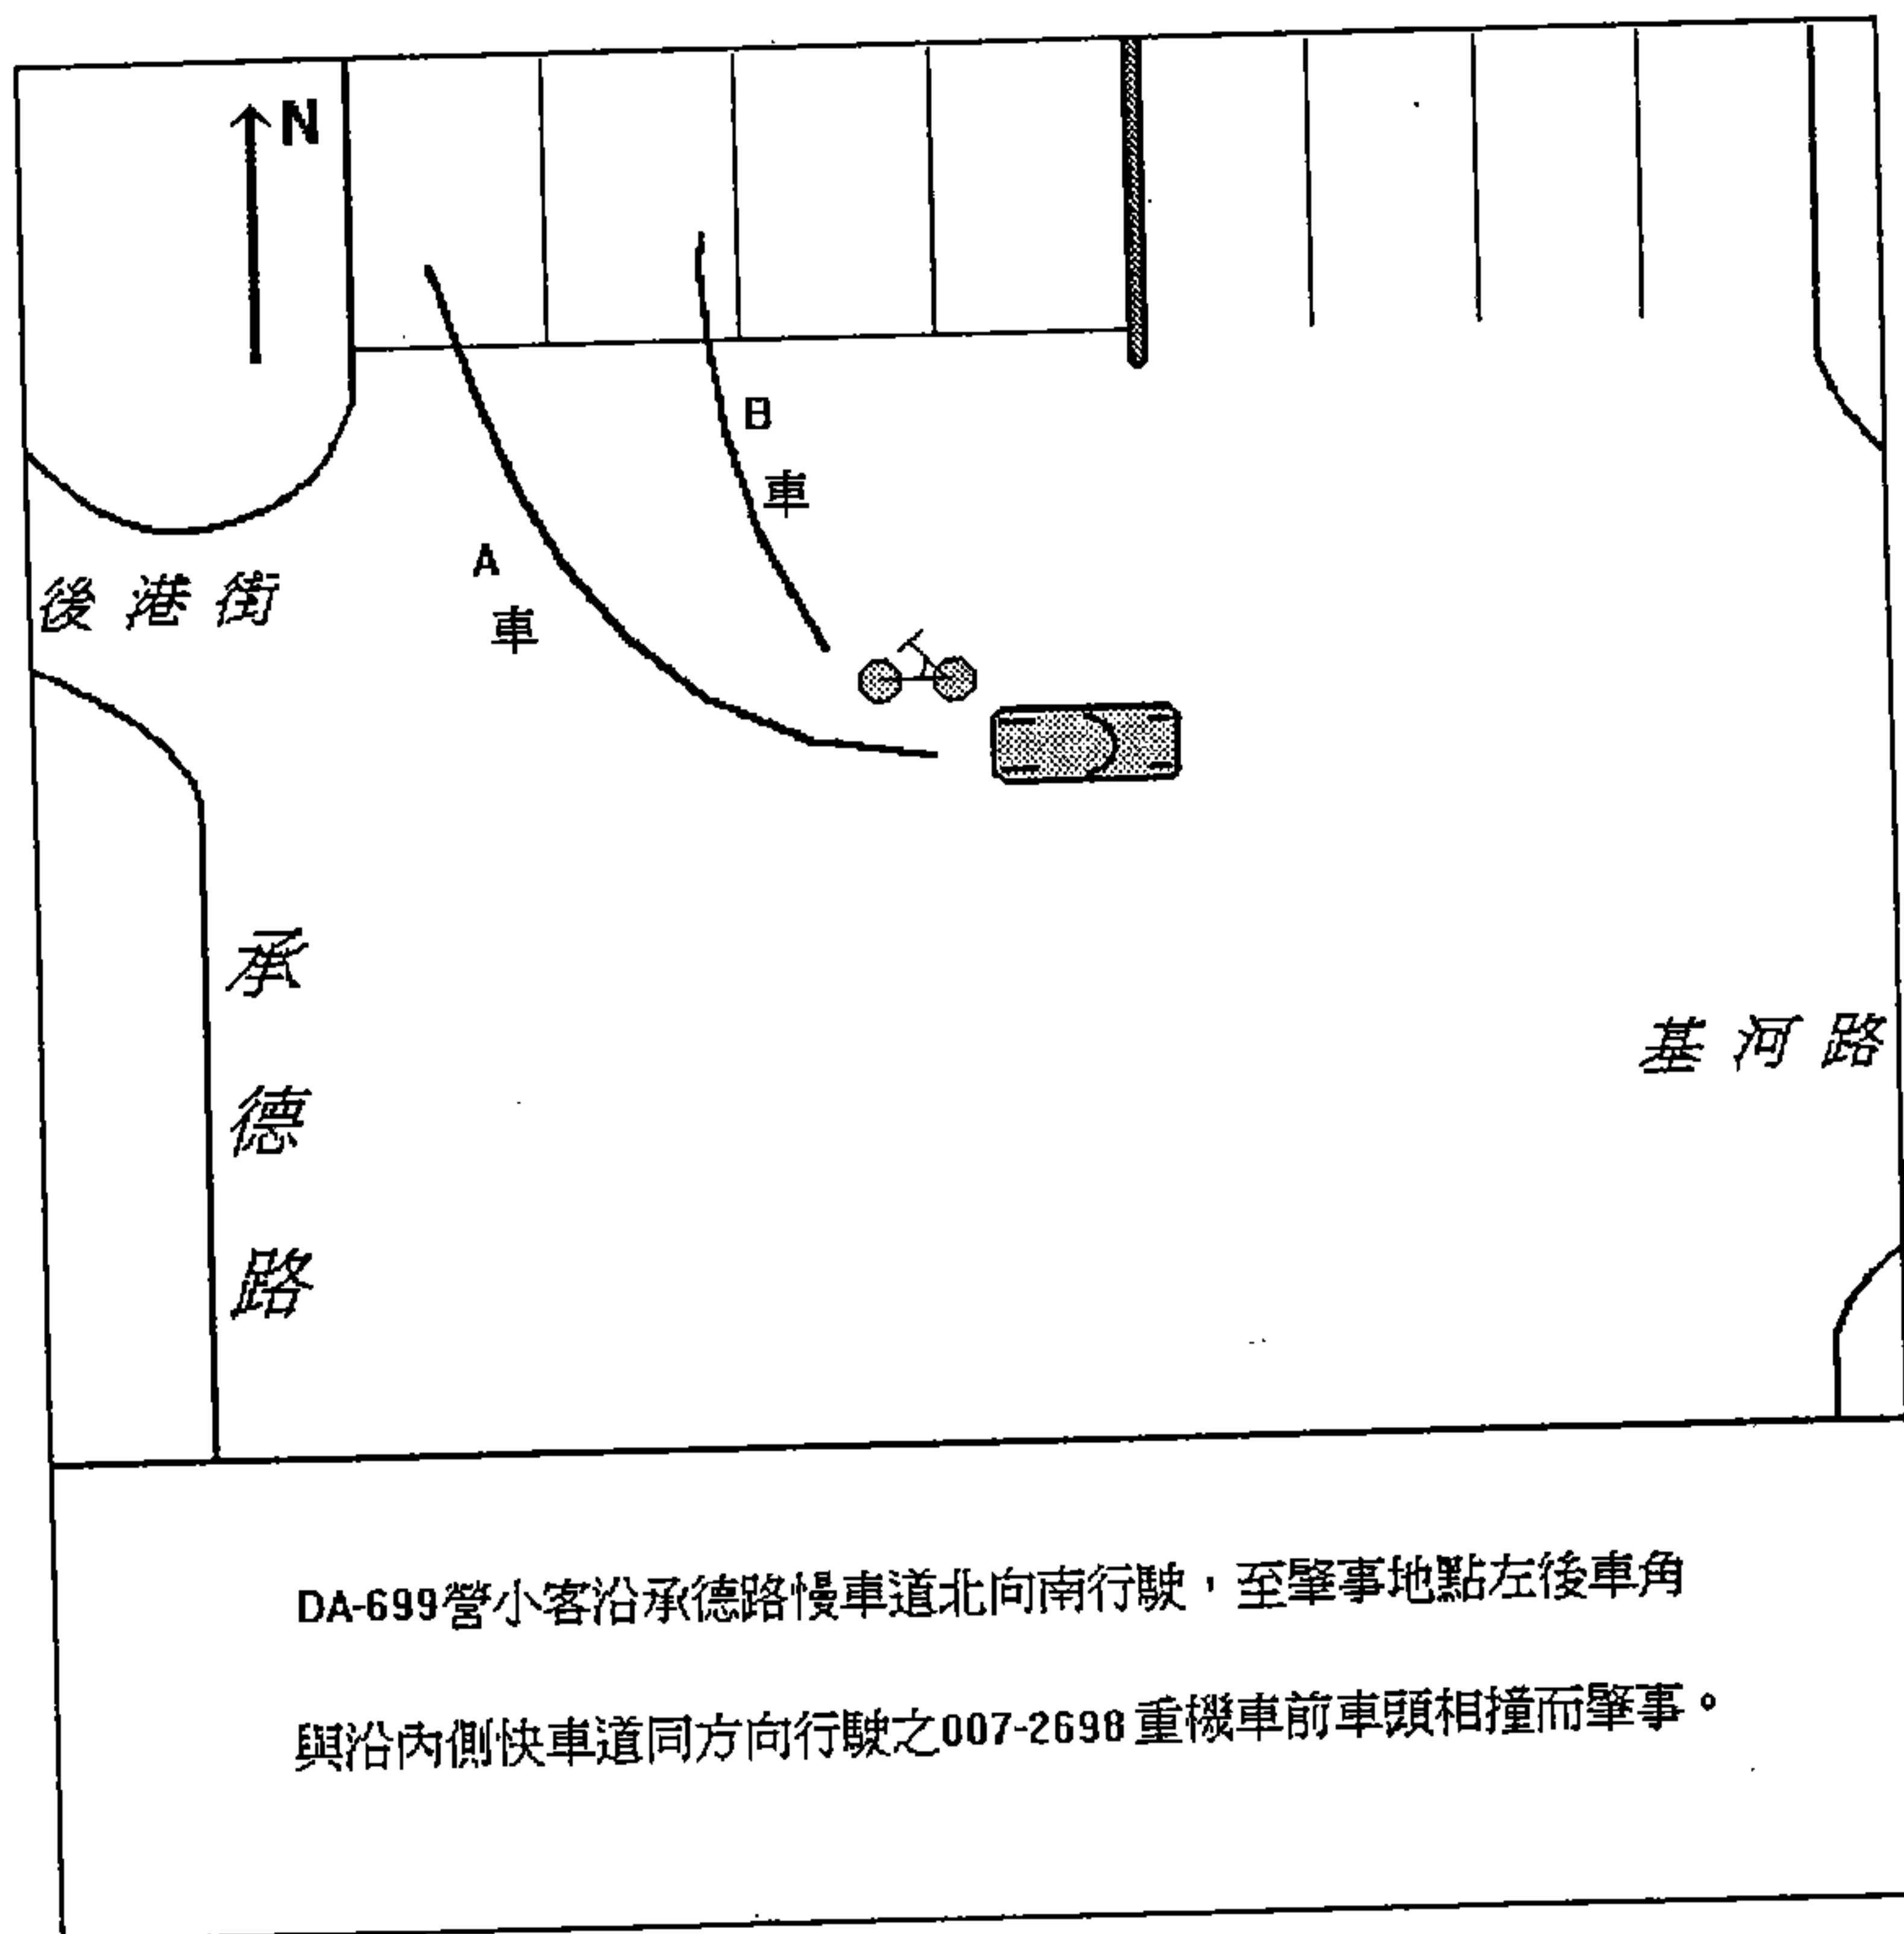 N
B
車
A
車
後港街
承
德
路
基河路
DA-699營小客沿承德路慢車道北向南行駛，至肇事地點左後車角
與沿內側快車道同方向行駛之007-2698重機車前車頭相撞而肇事。